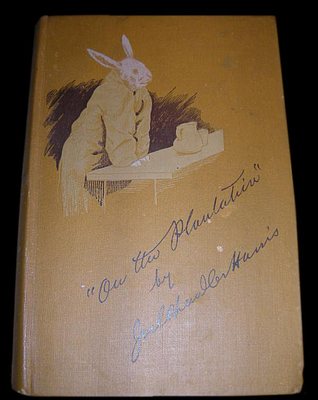 "On the Plantation"
by
Joel Chandler Harris